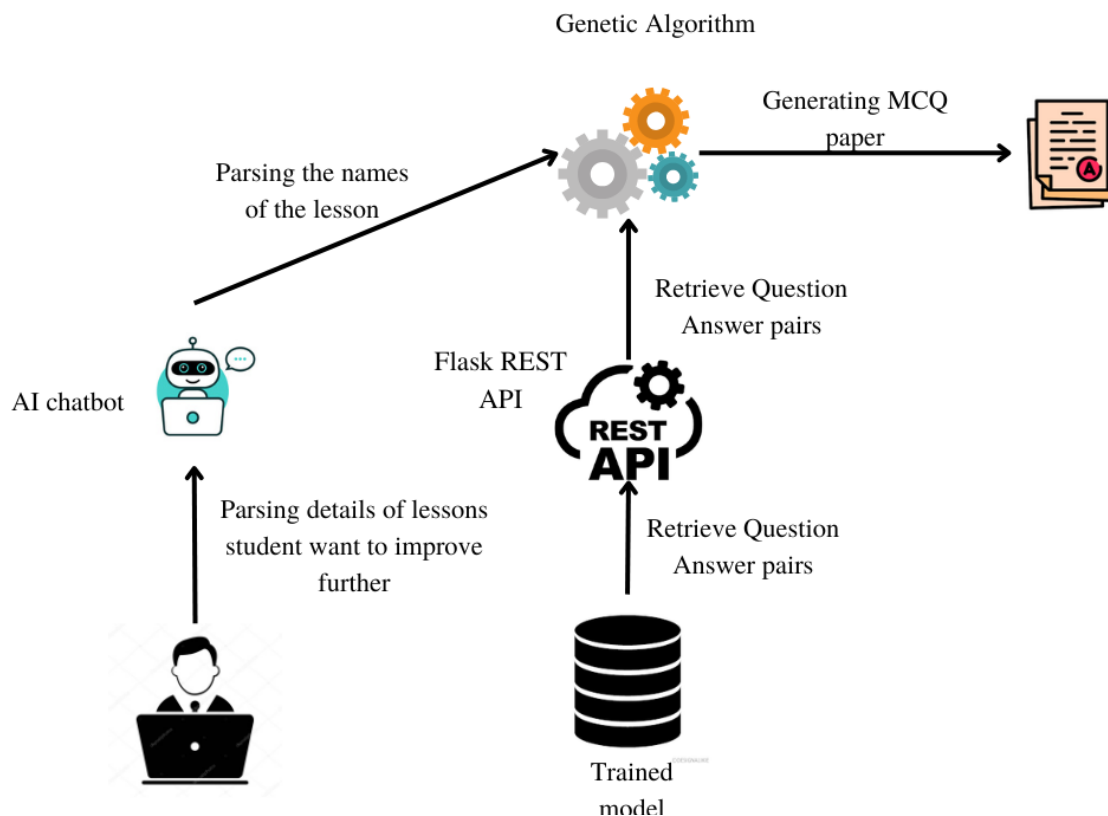 Genetic Algorithm
Generating MCQ
paper
Parsing the names
of the lesson
A
Retrieve Question
Answer pairs
Flask REST
API
AI chatbot
REST
API
Parsing details of lessons
student want to improve
further
Retrieve Question
Answer pairs
Trained
model